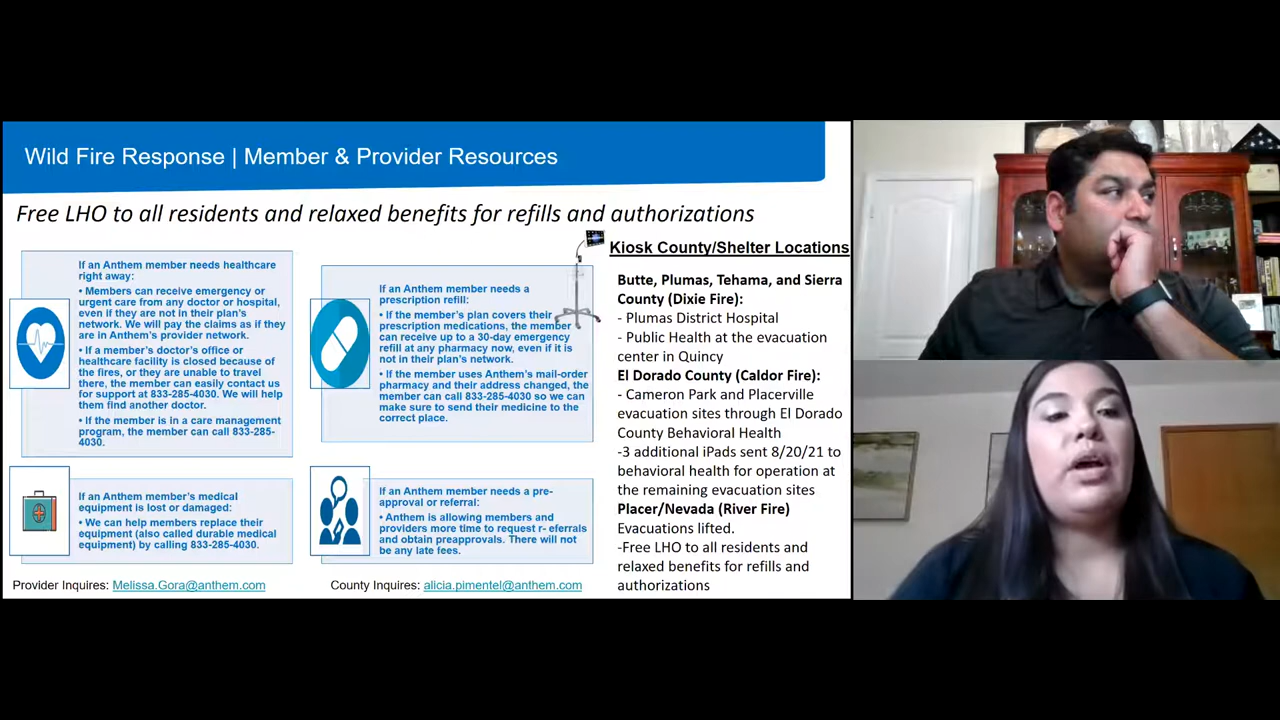 Wild Fire Response | Member & Provider Resources
Free LHO to all residents and relaxed benefits for refills and authorizations
If an Anthem member needs healthcare
right away:
• Members can receive emergency or
urgent care from any doctor or hospital,
even if they are not in their plan's
network. We will pay the claims as if they
are in Anthem's provider network.
• If a member's doctor's office or
healthcare facility is closed because of
the fires, or they are unable to travel
there, the member can easily contact us
for support at 833-285-4030. We will help
them find another doctor.
• If the member is in a care management
program, the member can call 833-285-
4030.
If an Anthem member needs a
prescription refill:
• If the member's plan covers their
prescription medications, the member
can receive up to a 30-day emergency
refill at any pharmacy now, even if it is
not in their plan's network.
• If the member uses Anthem's mail-order
pharmacy and their address changed, the
member can call 833-285-4030 so we can
make sure to send their medicine to the
correct place.
If an Anthem member's medical
equipment is lost or damaged:
• We can help members replace their
equipment (also called durable medical
equipment) by calling 833-285-4030.
If an Anthem member needs a pre-
approval or referral:
• Anthem is allowing members and
providers more time to request r- eferrals
and obtain preapprovals. There will not
be any late fees.
Provider Inquires: Melissa.Gora@anthem.com
County Inquires: alicia.pimentel@anthem.com
Kiosk County/Shelter Locations
Butte, Plumas, Tehama, and Sierra
County (Dixie Fire):
- Plumas District Hospital
- Public Health at the evacuation
center in Quincy
El Dorado County (Caldor Fire):
- Cameron Park and Placerville
evacuation sites through El Dorado
County Behavioral Health
-3 additional iPads sent 8/20/21 to
behavioral health for operation at
the remaining evacuation sites
Placer/Nevada (River Fire)
Evacuations lifted.
-Free LHO to all residents and
relaxed benefits for refills and
authorizations